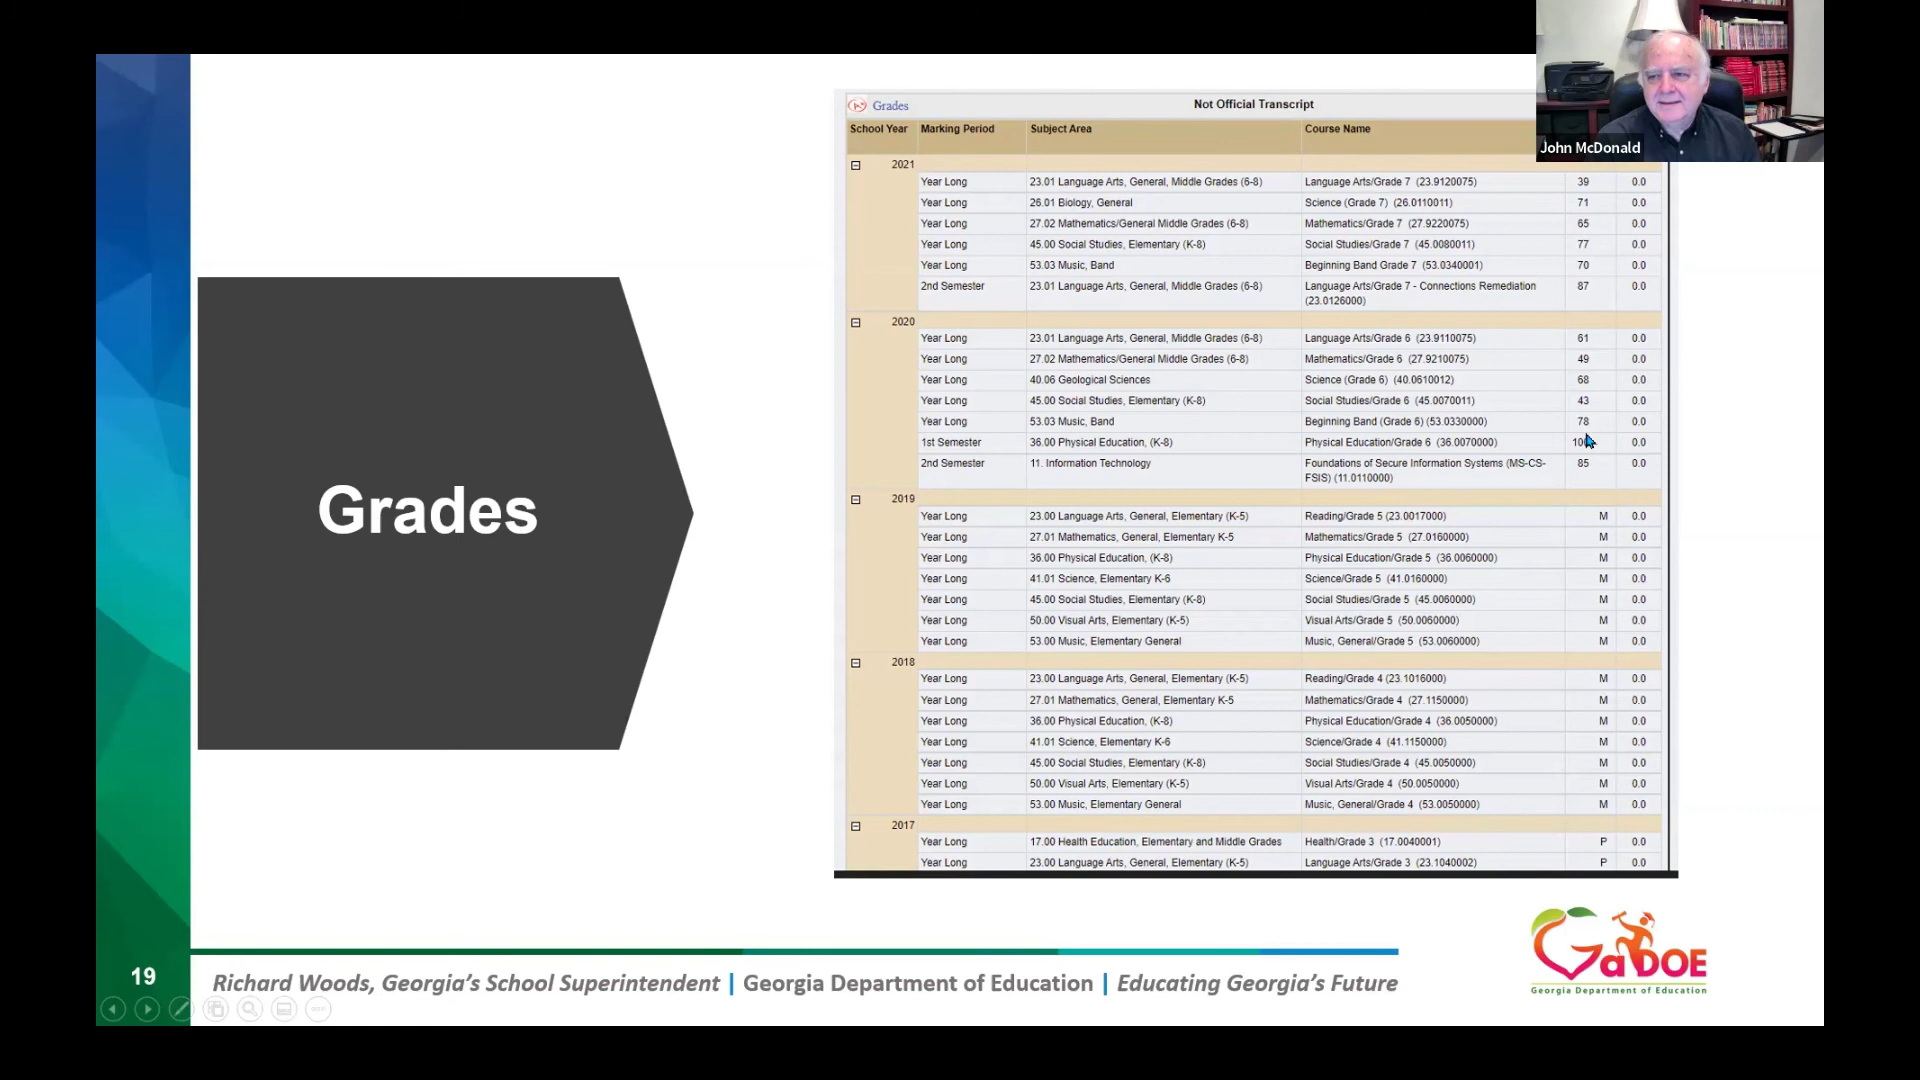 Grades
Not Official Transcript
School Year Marking Period Subject Area Course Name
John McDonald
2021
Year Long 23.01 Language Arts, General, Middle Grades (6-8) Language Arts/Grade 7 (23.9120075) 39 0.0
Year Long 26.01 Biology, General Science (Grade 7) (26.0110011) 71 0.0
Year Long 27.02 Mathematics/General Middle Grades (6-8) Mathematics/Grade 7 (27.9220075) 65 0.0
Year Long 45.00 Social Studies, Elementary (K-8) Social Studies/Grade 7 (45.0080011) 77 0.0
Year Long 53.03 Music, Band Beginning Band Grade 7 (53.0340001) 70 0.0
2nd Semester 23.01 Language Arts, General, Middle Grades (6-8) Language Arts/Grade 7 - Connections Remediation 87 0.0
(23.0126000)
2020
Year Long 23.01 Language Arts, General, Middle Grades (6-8) Language Arts/Grade 6 (23.9110075) 61 0.0
Year Long 27.02 Mathematics/General Middle Grades (6-8) Mathematics/Grade 6 (27.9210075) 49 0.0
Year Long 40.06 Geological Sciences Science (Grade 6) (40.0610012) 68 0.0
Year Long 45.00 Social Studies, Elementary (K-8) Social Studies/Grade 6 (45.0070011) 43 0.0
Year Long 53.03 Music, Band Beginning Band (Grade 6) (53.0330000) 78 0.0
1st Semester 36.00 Physical Education, (K-8) Physical Education/Grade 6 (36.0070000) 0.0
2nd Semester 11. Information Technology Foundations of Secure Information Systems (MS-CS- 85 0.0
FSIS) (11.0110000)
2019
Year Long 23.00 Language Arts, General, Elementary (K-5) Reading/Grade 5 (23.0017000) M 0.0
Year Long 27.01 Mathematics, General, Elementary K-5 Mathematics/Grade 5 (27.0160000) M 0.0
Year Long 36.00 Physical Education, (K-8) Physical Education/Grade 5 (36.0060000) M 0.0
Year Long 41.01 Science, Elementary K-6 Science/Grade 5 (41.0160000) M 0.0
Year Long 45.00 Social Studies, Elementary (K-8) Social Studies/Grade 5 (45.0060000) M 0.0
Year Long 50.00 Visual Arts, Elementary (K-5) Visual Arts/Grade 5 (50.0060000) M 0.0
Year Long 53.00 Music, Elementary General Music, General/Grade 5 (53.0060000) M 0.0
2018
Year Long 23.00 Language Arts, General, Elementary (K-5) Reading/Grade 4 (23.1016000) M 0.0
Year Long 27.01 Mathematics, General, Elementary K-5 Mathematics/Grade 4 (27.1150000) M 0.0
Year Long 36.00 Physical Education, (K-8) Physical Education/Grade 4 (36.0050000) M 0.0
Year Long 41.01 Science, Elementary K-6 Science/Grade 4 (41.1150000) M 0.0
Year Long 45.00 Social Studies, Elementary (K-8) Social Studies/Grade 4 (45.0050000) M 0.0
Year Long 50.00 Visual Arts, Elementary (K-5) Visual Arts/Grade 4 (50.0050000) M 0.0
Year Long 53.00 Music, Elementary General Music, General/Grade 4 (53.0050000) M 0.0
2017
Year Long 17.00 Health Education, Elementary and Middle Grades Health/Grade 3 (17.0040001) P 0.0
Year Long 23.00 Language Arts, General, Elementary (K-5) Language Arts/Grade 3 (23.1040002) P 0.0
Grades
GaDOE
Georgia Department of Education
19
Richard Woods, Georgia's School Superintendent | Georgia Department of Education | Educating Georgia's Future